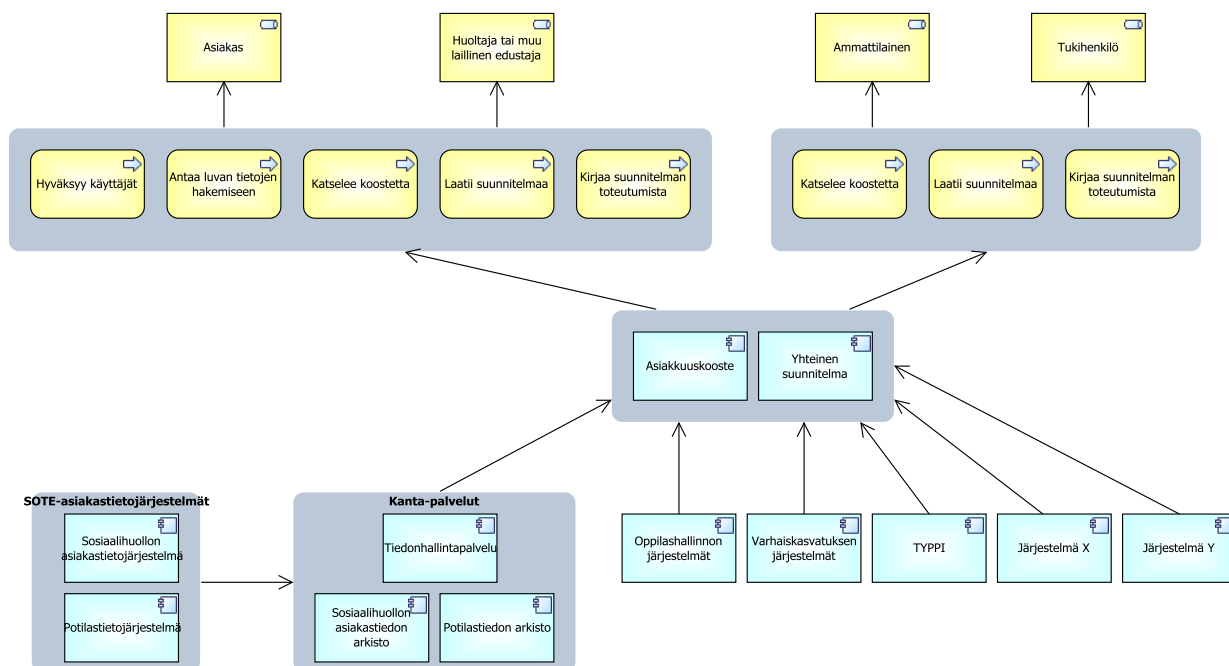 Asiakas
Huoltaja tai muu
laillinen edustaja
Ammattilainen
Tukihenkilö
Hyväksyy käyttäjät
Antaa luvan tietojen
hakemiseen
Katselee koostetta
Laatii suunnitelmaa
Kirjaa suunnitelman
toteutumista
Katselee koostetta
Laatii suunnitelmaa
Kirjaa suunnitelman
toteutumista
Asiakkuuskooste
Yhteinen
suunnitelma
SOTE-asiakastietojärjestelmät
Sosiaalihuollon
asiakastietojärjestelmä
Potilastietojärjestelmä
Kanta-palvelut
Tiedonhallintapalvelu
Sosiaalihuollon
asiakastiedon
arkisto
Potilastiedon arkisto
Oppilashallinnon
järjestelmät
Varhaiskasvatuksen
järjestelmät
TYPPI
Järjestelmä X
Järjestelmä Y